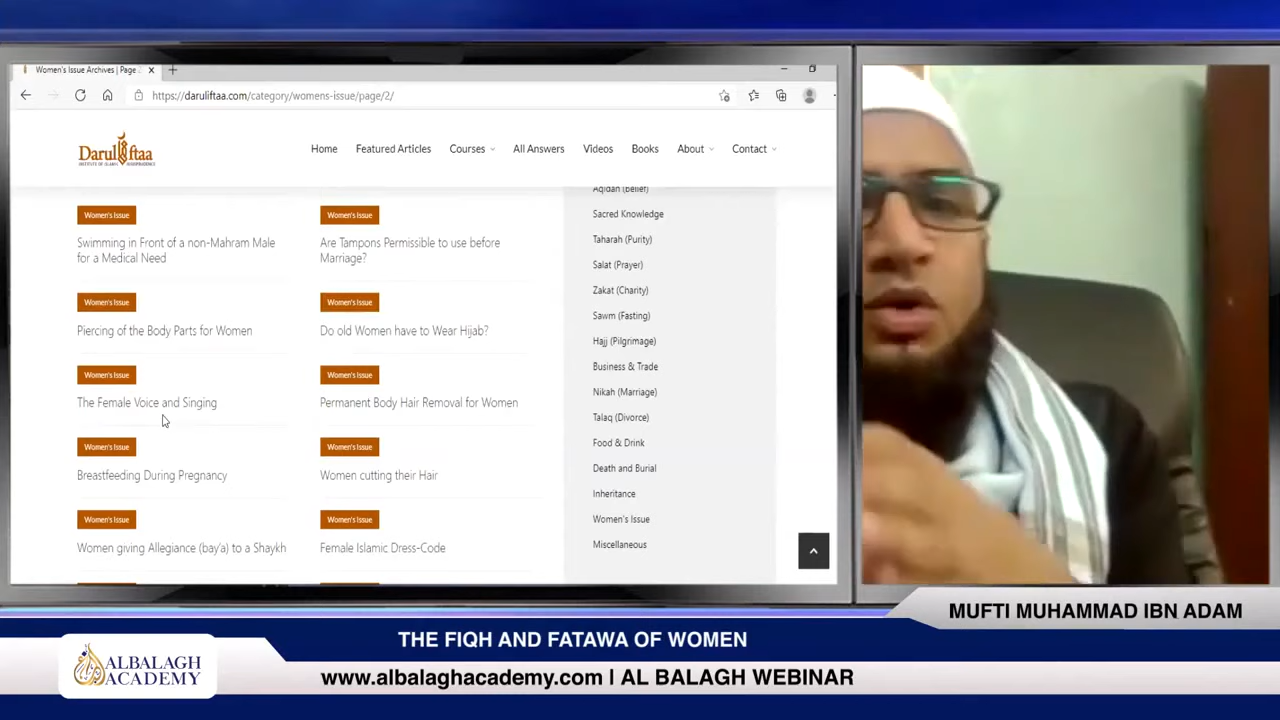 Women's Issue Archives | Page
https://daruliftaa.com/category/womens-issue/page/2/
Darul Iftaa
INSTITUTE OF ISLAMIC JURISPRUDENCE
Home
Featured Articles
Courses
All Answers
Videos
Books
About
Contact
Women's Issue
Swimming in Front of a non-Mahram Male
for a Medical Need
Women's Issue
Are Tampons Permissible to use before
Marriage?
Women's Issue
Piercing of the Body Parts for Women
Women's Issue
Do old Women have to Wear Hijab?
Women's Issue
The Female Voice and Singing
Women's Issue
Permanent Body Hair Removal for Women
Women's Issue
Breastfeeding During Pregnancy
Women's Issue
Women cutting their Hair
Women's Issue
Women giving Allegiance (bay'a) to a Shaykh
Women's Issue
Female Islamic Dress-Code
Aqidah (Belief)
Sacred Knowledge
Taharah (Purity)
Salat (Prayer)
Zakat (Charity)
Sawm (Fasting)
Hajj (Pilgrimage)
Business & Trade
Nikah (Marriage)
Talaq (Divorce)
Food & Drink
Death and Burial
Inheritance
Women's Issue
Miscellaneous
MUFTI MUHAMMAD IBN ADAM
THE FIQH AND FATAWA OF WOMEN
ALBALAGH
ACADEMY
www.albalaghacademy.com | AL BALAGH WEBINAR